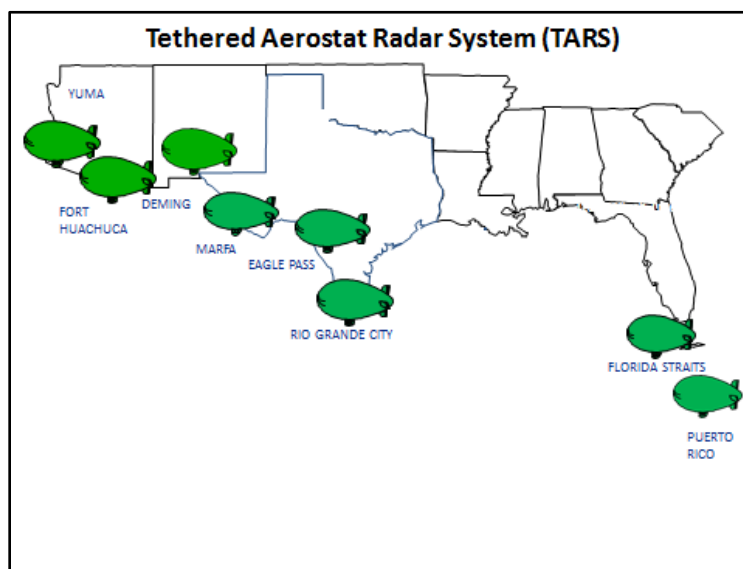 Tethered Aerostat Radar System (TARS)
YUMA
FORT
HUACHUCA
DEMING
MARFA
EAGLE PASS
RIO GRANDE CITY
FLORIDA STRAITS
PUERTO
RICO